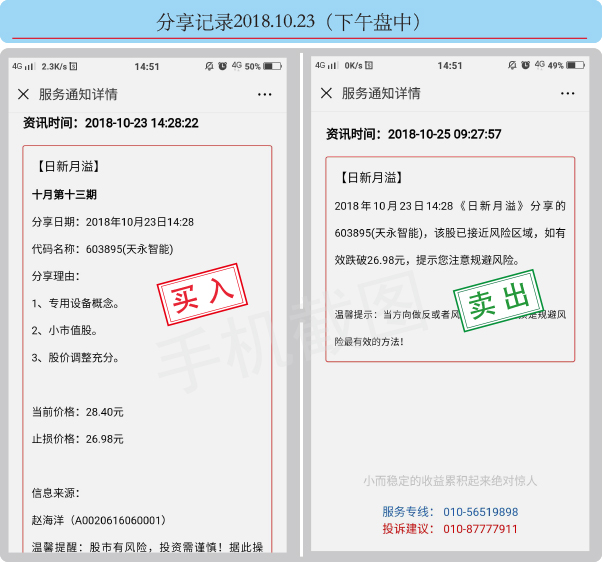 分享记录2018.10.23（下午盘中）
4G 2.3K/s 14:51 4G 50%
服务通知详情
资讯时间：2018-10-23 14:28:22
【日新月溢】
十月第十三期
分享日期：2018年10月23日14:28
代码名称：603895(天永智能)
分享理由：
1、专用设备概念。
2、小市值股。
3、股价调整充分。
当前价格：28.40元
止损价格：26.98元
信息来源：
赵海洋（A0020616060001）
温馨提醒：股市有风险，投资需谨慎！据此操
买入
4G 0K/s 14:51 4G 49%
服务通知详情
资讯时间：2018-10-25 09:27:57
【日新月溢】
2018年10月23日14:28《日新月溢》分享的
603895(天永智能)，该股已接近风险区域，如有
效跌破26.98元，提示您注意规避风险。
温馨提示：当方向做反或者风
是规避风
险最有效的方法！
卖出
小而稳定的收益累积起来绝对惊人
服务专线： 010-56519898
投诉建议： 010-87777911
手机截图